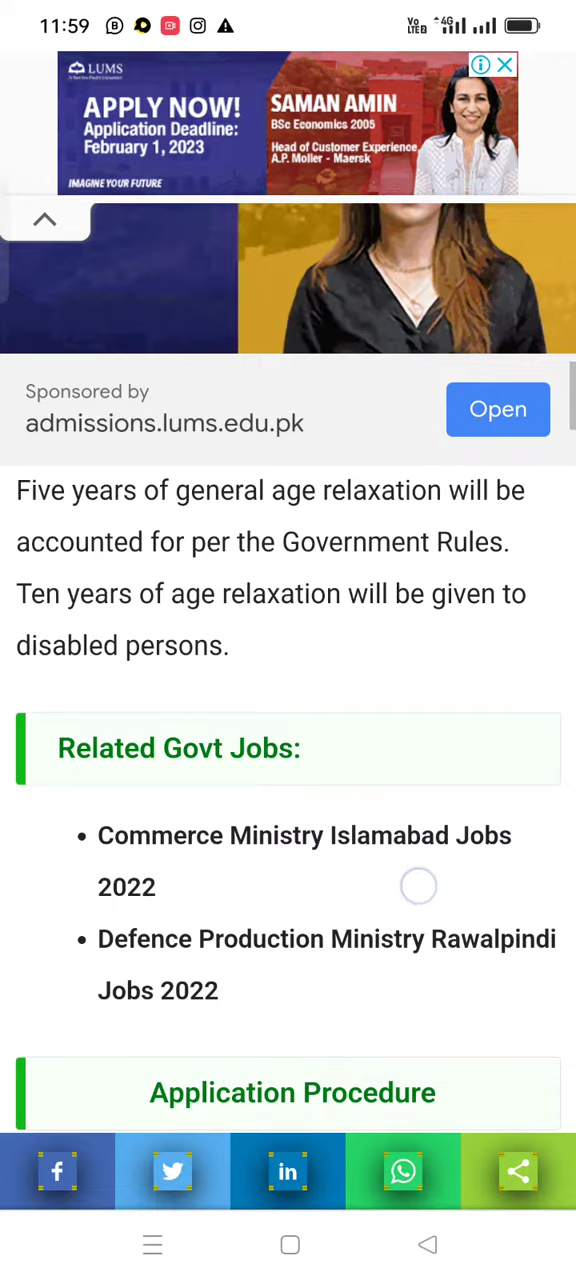 11:59
Vo LTE2 4G
LUMS
APPLY NOW!
Application Deadline:
February 1, 2023
IMAGINE YOUR FUTURE
SAMAN AMIN
BSc Economics 2005
Head of Customer Experience,
A.P. Moller - Maersk
Sponsored by
admissions.lums.edu.pk
Open
Five years of general age relaxation will be
accounted for per the Government Rules.
Ten years of age relaxation will be given to
disabled persons.
Related Govt Jobs:
• Commerce Ministry Islamabad Jobs
2022
• Defence Production Ministry Rawalpindi
Jobs 2022
Application Procedure